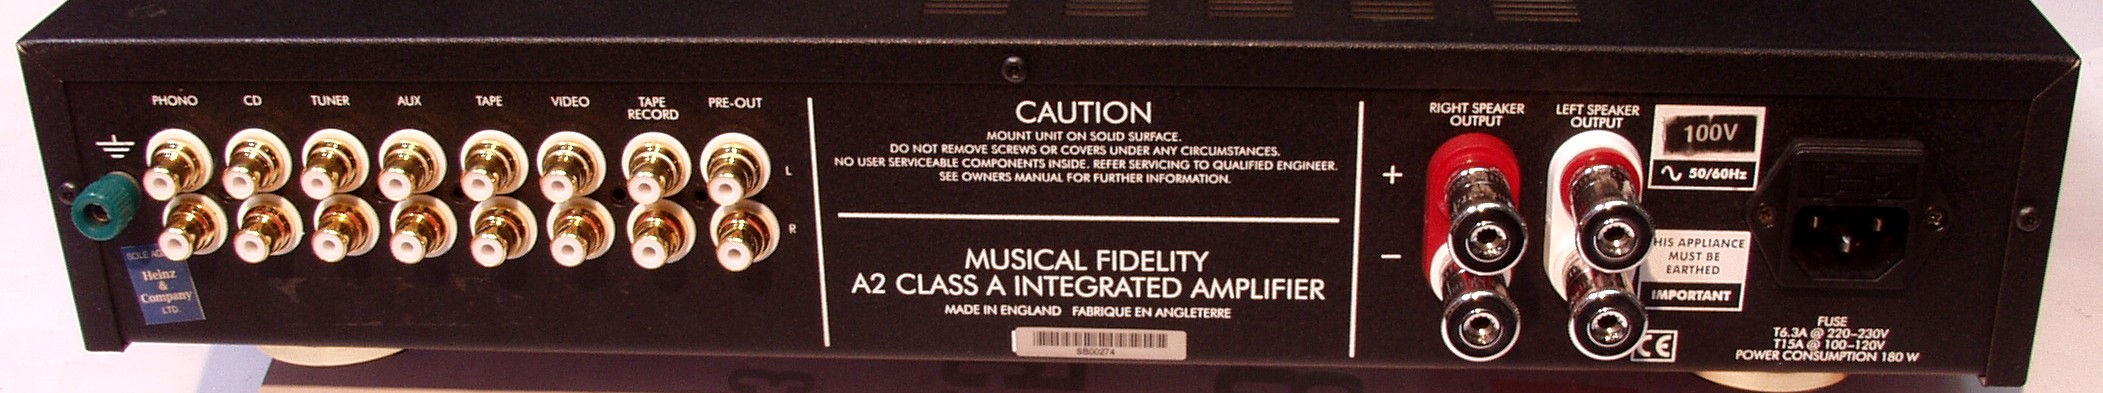 PHONO CD TUNER AUX TAPE VIDEO TAPE RECORD PRE-OUT
L
R
SOLE
Heinz
&
Company
LTD.
CAUTION
MOUNT UNIT ON SOLID SURFACE.
DO NOT REMOVE SCREWS OR COVERS UNDER ANY CIRCUMSTANCES.
NO USER SERVICEABLE COMPONENTS INSIDE. REFER SERVICING TO QUALIFIED ENGINEER.
SEE OWNERS MANUAL FOR FURTHER INFORMATION.
MUSICAL FIDELITY
A2 CLASS A INTEGRATED AMPLIFIER
MADE IN ENGLAND FABRIQUE EN ANGLETERRE
SB00274
RIGHT SPEAKER
OUTPUT
LEFT SPEAKER
OUTPUT
+
−
100V
50/60Hz
HIS APPLIANCE
MUST BE
EARTHED
IMPORTANT
CE
FUSE
T6.3A @ 220-230V
T15A @ 100-120V
POWER CONSUMPTION 180 W